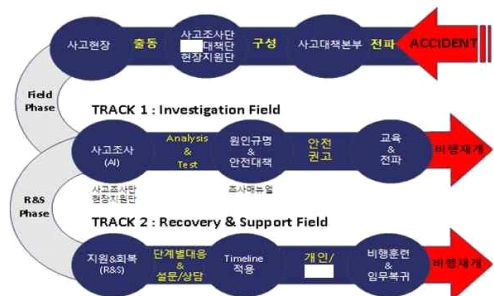 사고현장
출동
사고조사단
대책단
현장지원단
구성
사고대책본부
전파
ACCIDENT
Field
Phase
TRACK 1 : Investigation Field
사고조사
(AI)
Analysis
&
Test
원인규명
&
안전대책
안전
권고
교육
&
전파
비행재개
사고조사단
현장지원단
조사매뉴얼
R&S
Phase
TRACK 2 : Recovery & Support Field
지원&회복
(R&S)
단계별대응
&
설문/상담
Timeline
적용
개인/
비행훈련
&
임무복귀
비행재개